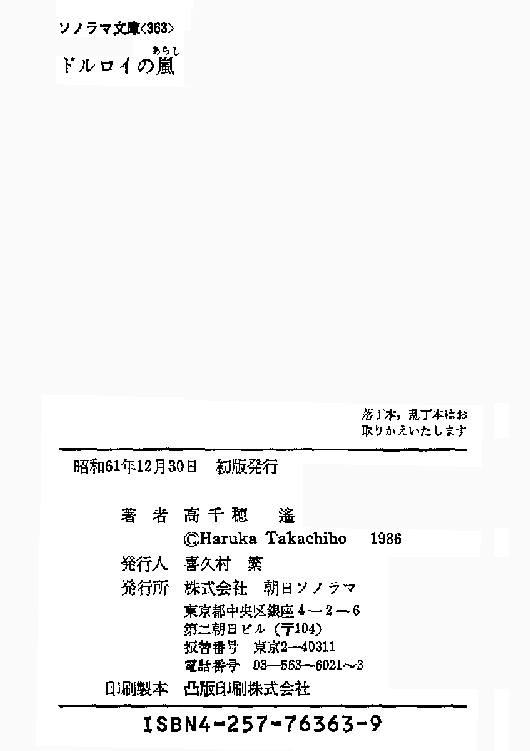 ソノラマ文庫〈363〉
あらし
ドルロイの嵐
落丁本，乱丁本はお
取りかえいたします
昭和61年12月30日　初版発行
著　者　高千穂　遙
©Haruka Takachiho　1986
発行人　喜久村　繁
発行所　株式会社　朝日ソノラマ
東京都中央区銀座4－2－6
第二朝日ビル（〒104）
振替番号　東京2―40311
電話番号　03―563―6021～3
印刷製本　凸版印刷株式会社
ISBN4-257-76363-9